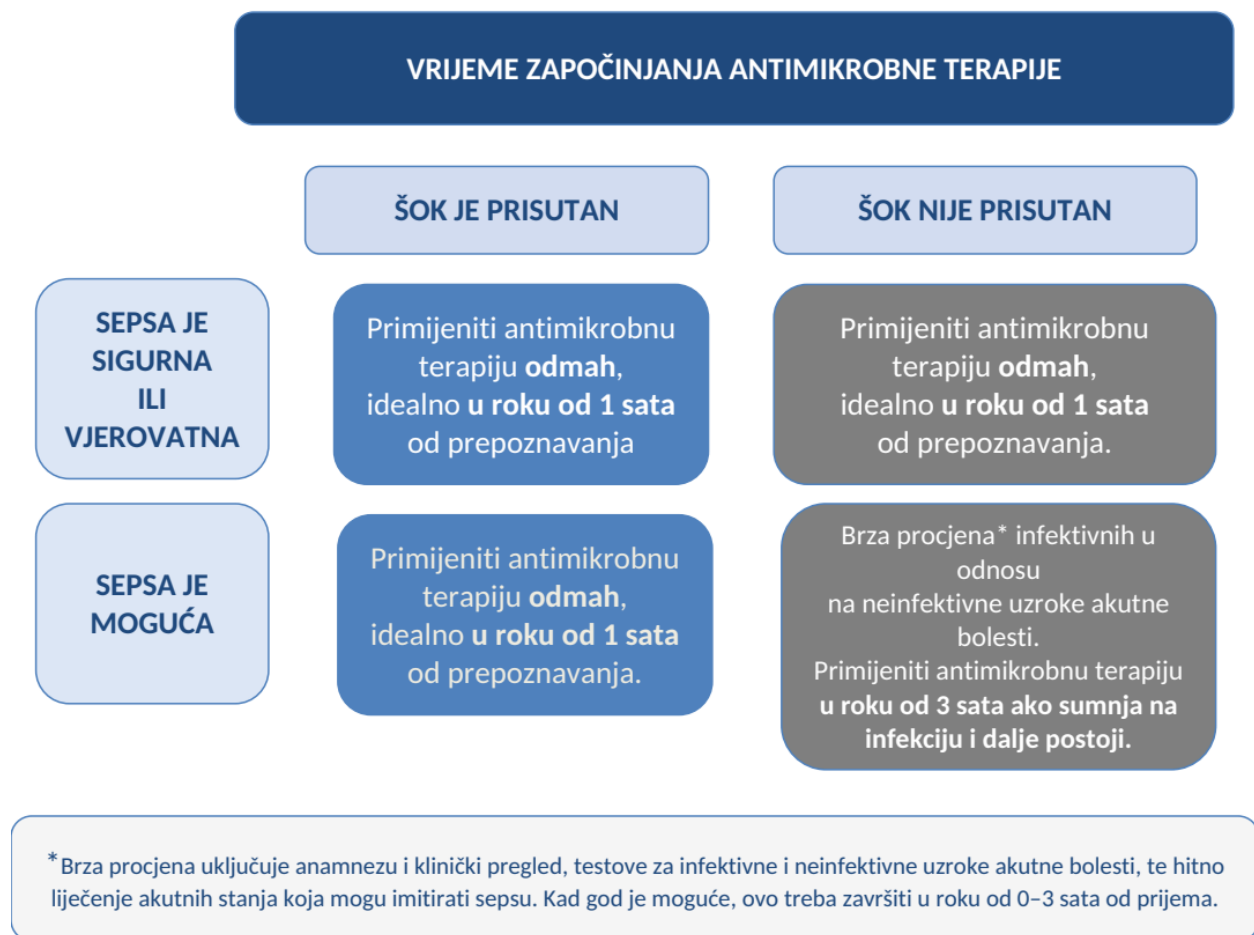 VRIJEME ZAPOČINJANJA ANTIMIKROBNE TERAPIJE
ŠOK JE PRISUTAN
ŠOK NIJE PRISUTAN
SEPSA JE
SIGURNA
ILI
VJEROVATNA
Primijeniti antimikrobnu
terapiju odmah,
idealno u roku od 1 sata
od prepoznavanja
Primijeniti antimikrobnu
terapiju odmah,
idealno u roku od 1 sata
od prepoznavanja.
SEPSA JE
MOGUĆA
Primijeniti antimikrobnu
terapiju odmah,
idealno u roku od 1 sata
od prepoznavanja.
Brza procjena* infektivnih u
odnosu
na neinfektivne uzroke akutne
bolesti.
Primijeniti antimikrobnu terapiju
u roku od 3 sata ako sumnja na
infekciju i dalje postoji.
*Brza procjena uključuje anamnezu i klinički pregled, testove za infektivne i neinfektivne uzroke akutne bolesti, te hitno
liječenje akutnih stanja koja mogu imitirati sepsu. Kad god je moguće, ovo treba završiti u roku od 0–3 sata od prijema.